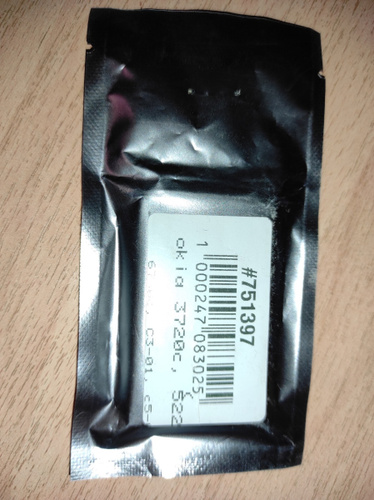 #751397
1 000247 083025
okia 3720c, 522
C3-01, c5-